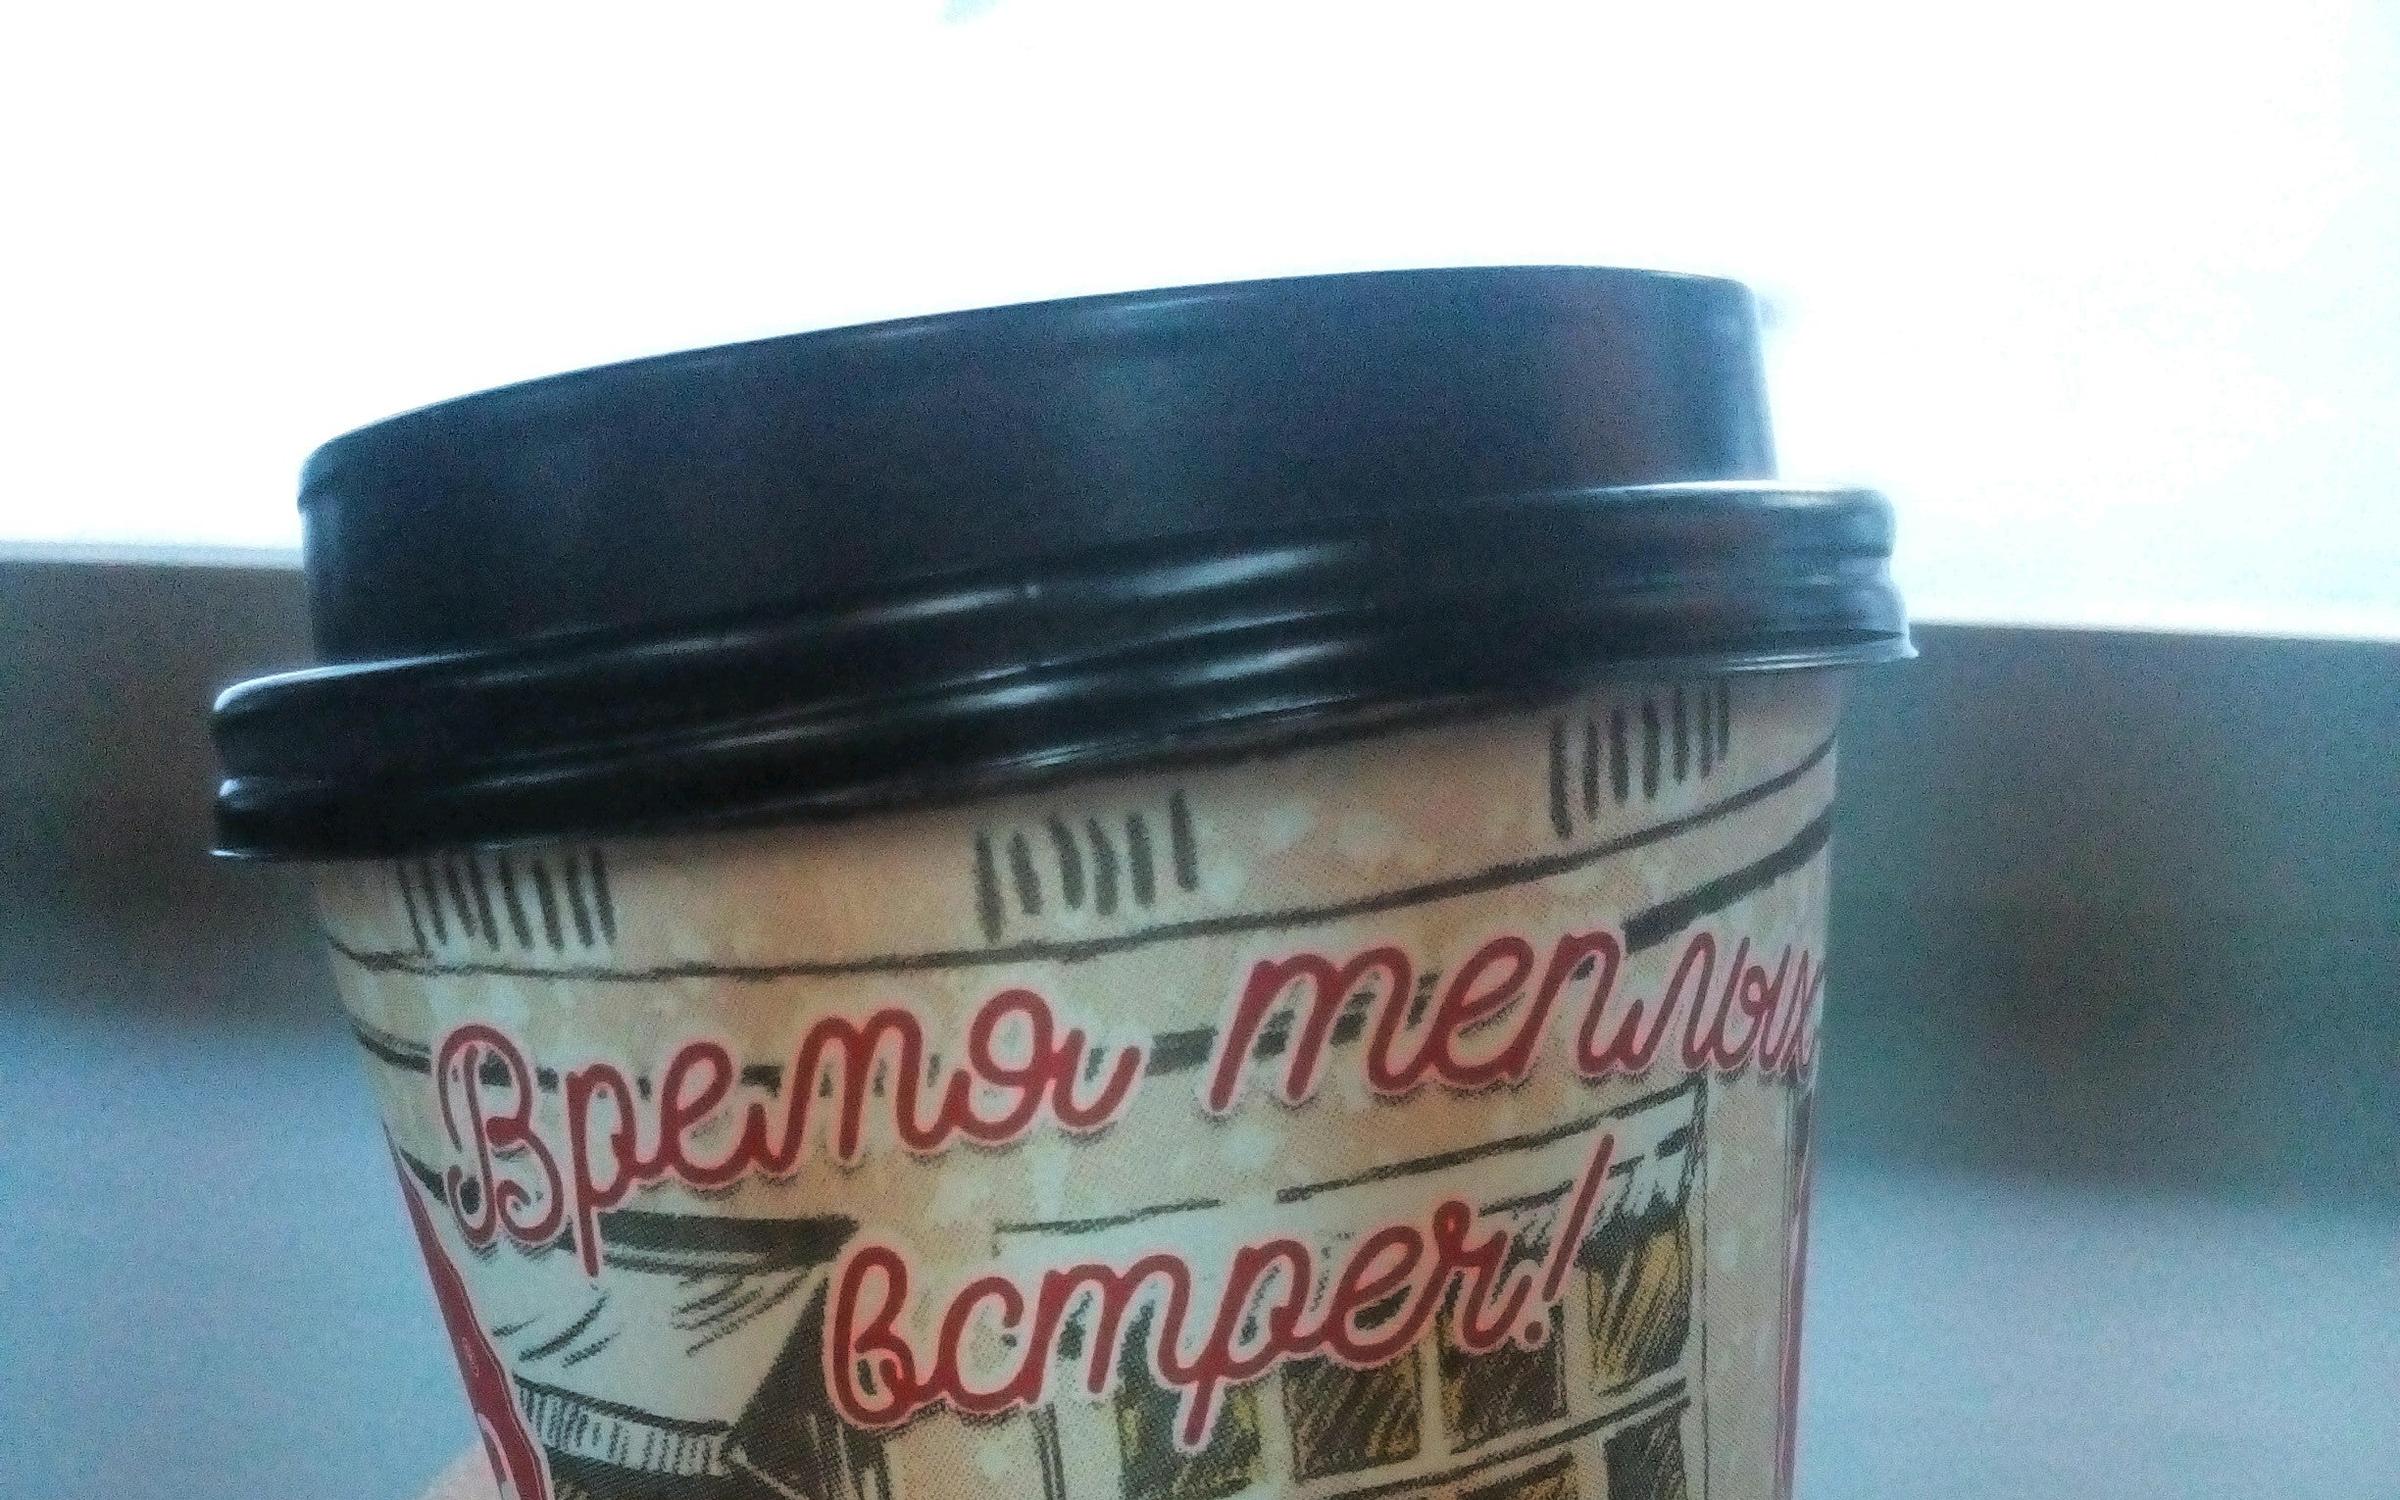 Время теплых
встреч!